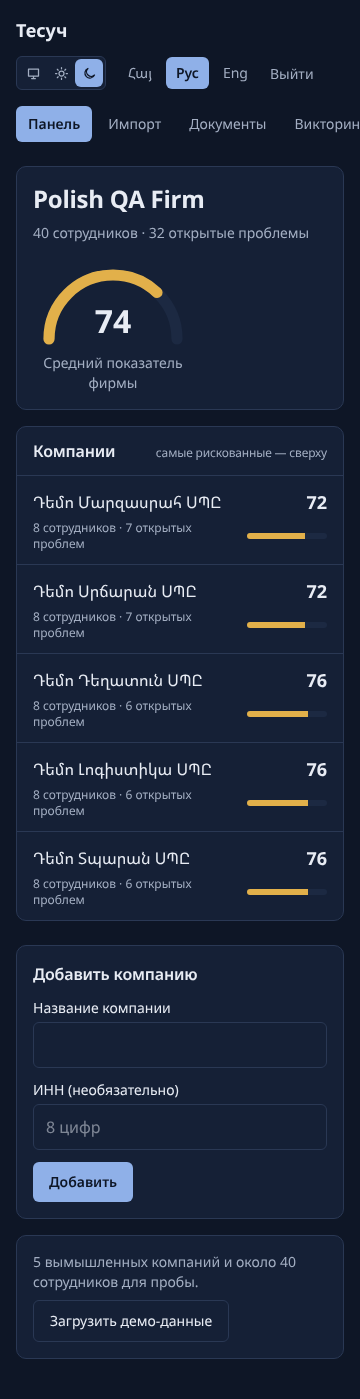 Тесуч
Հայ Рус Eng Выйти
Панель Импорт Документы Викторин
Polish QA Firm
40 сотрудников · 32 открытые проблемы
74
Средний показатель
фирмы
Компании самые рискованные — сверху
Դեմո Մարզասրահ ՍՊԸ 72
8 сотрудников · 7 открытых
проблем
Դեմո Սրճարան ՍՊԸ 72
8 сотрудников · 7 открытых
проблем
Դեմո Դեղատուն ՍՊԸ 76
8 сотрудников · 6 открытых
проблем
Դեմո Լոգիստիկա ՍՊԸ 76
8 сотрудников · 6 открытых
проблем
Դեմո Տպարան ՍՊԸ 76
8 сотрудников · 6 открытых
проблем
Добавить компанию
Название компании
ИНН (необязательно)
8 цифр
Добавить
5 вымышленных компаний и около 40
сотрудников для пробы.
Загрузить демо-данные